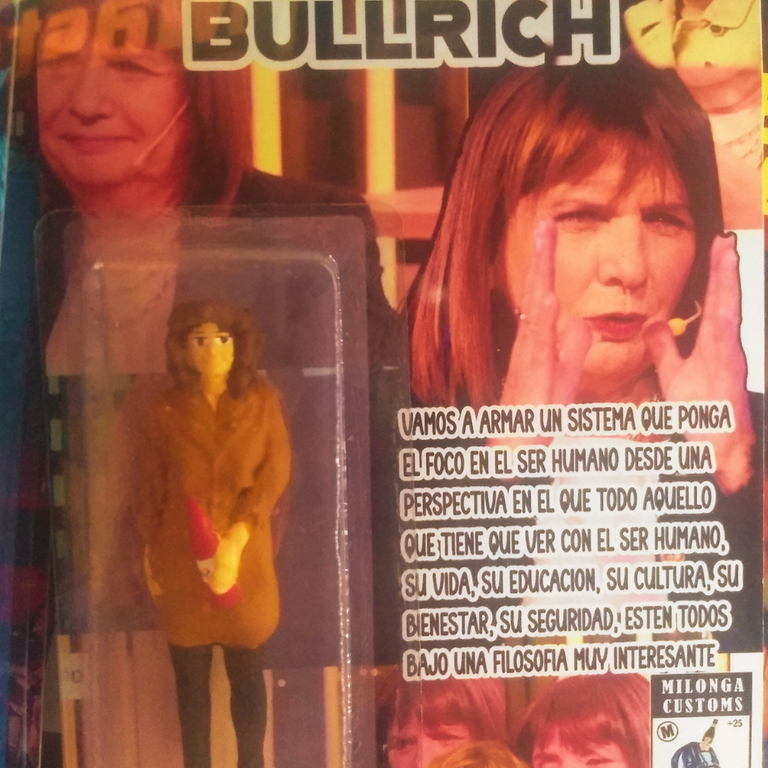 BULLRICH
VAMOS A ARMAR UN SISTEMA QUE PONGA
EL FOCO EN EL SER HUMANO DESDE UNA
PERSPECTIVA EN EL QUE TODO AQUELLO
QUE TIENE QUE VER CON EL SER HUMANO,
SU VIDA, SU EDUCACION, SU CULTURA, SU
BIENESTAR, SU SEGURIDAD, ESTEN TODOS
BAJO UNA FILOSOFIA MUY INTERESANTE
MILONGA
CUSTOMS
M +25